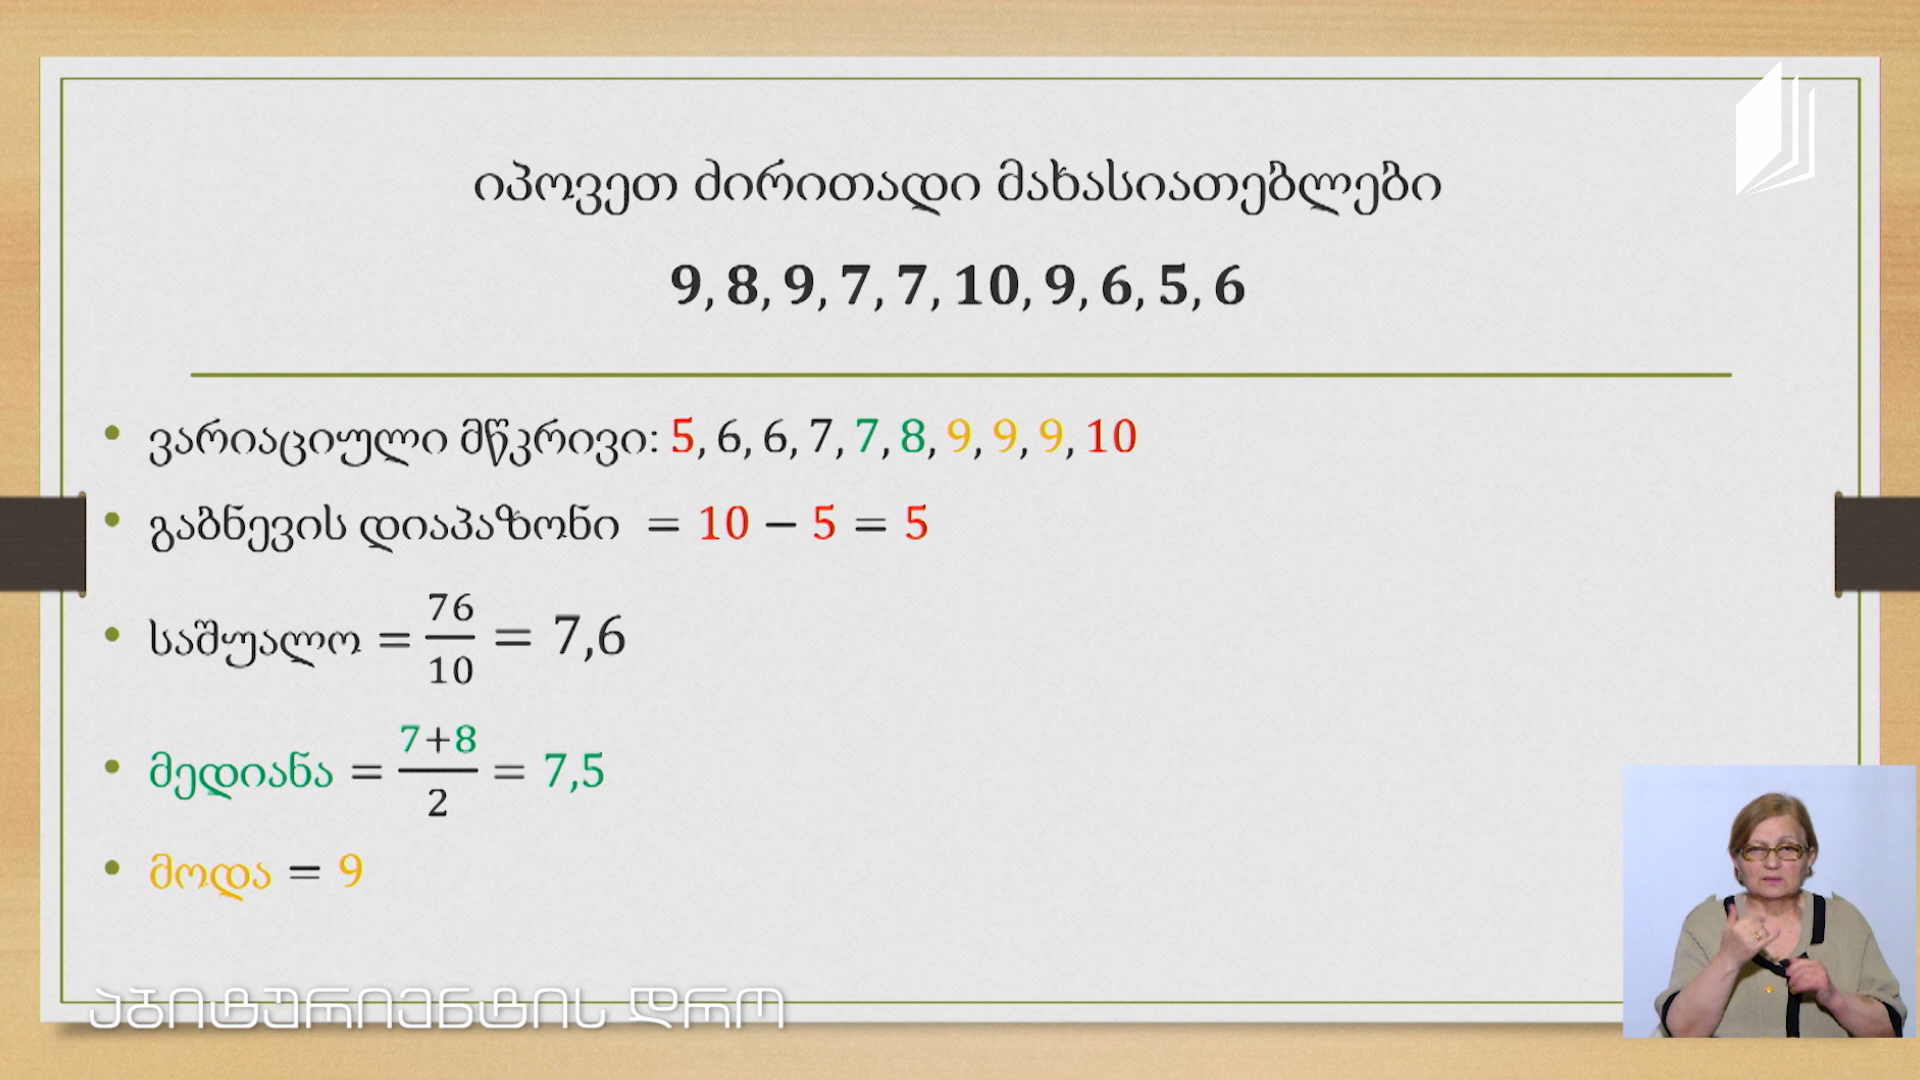 იპოვეთ ძირითადი მახასიათებლები
9, 8, 9, 7, 7, 10, 9, 6, 5, 6
• ვარიაციული მწკრივი: 5, 6, 6, 7, 7, 8, 9, 9, 9, 10
• გაბნევის დიაპაზონი = 10 − 5 = 5
• საშუალო = 76/10 = 7,6
• მედიანა = 7+8/2 = 7,5
• მოდა = 9
აბიტურიენტის დრო